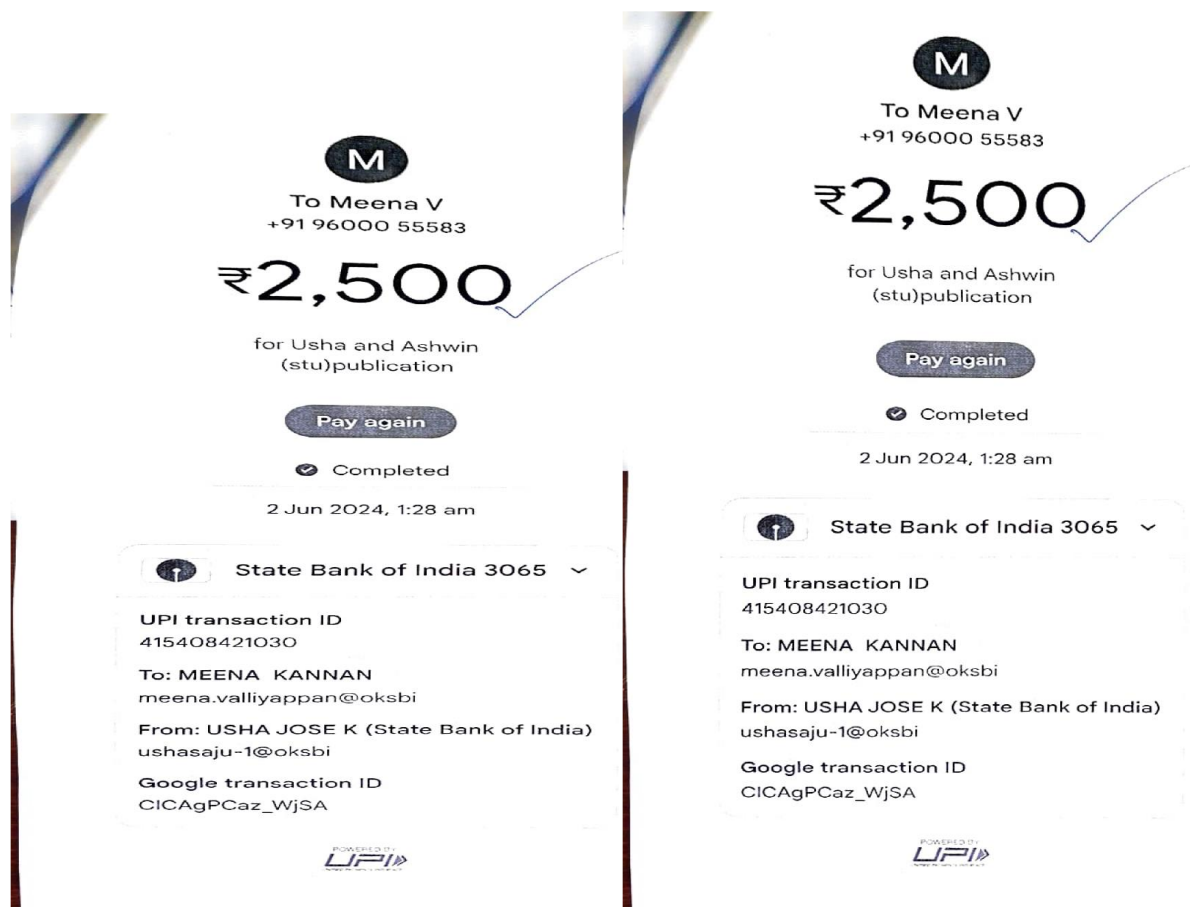 M
To Meena V
+91 96000 55583
₹2,500
for Usha and Ashwin
(stu)publication
Pay again
Completed
2 Jun 2024, 1:28 am
State Bank of India 3065
UPI transaction ID
415408421030
To: MEENA KANNAN
meena.valliyappan@oksbi
From: USHA JOSE K (State Bank of India)
ushasaju-1@oksbi
Google transaction ID
CICAgPCaz_WjSA
POWERED BY
UPI
M
To Meena V
+91 96000 55583
₹2,500
for Usha and Ashwin
(stu)publication
Pay again
Completed
2 Jun 2024, 1:28 am
State Bank of India 3065
UPI transaction ID
415408421030
To: MEENA KANNAN
meena.valliyappan@oksbi
From: USHA JOSE K (State Bank of India)
ushasaju-1@oksbi
Google transaction ID
CICAgPCaz_WjSA
POWERED BY
UPI